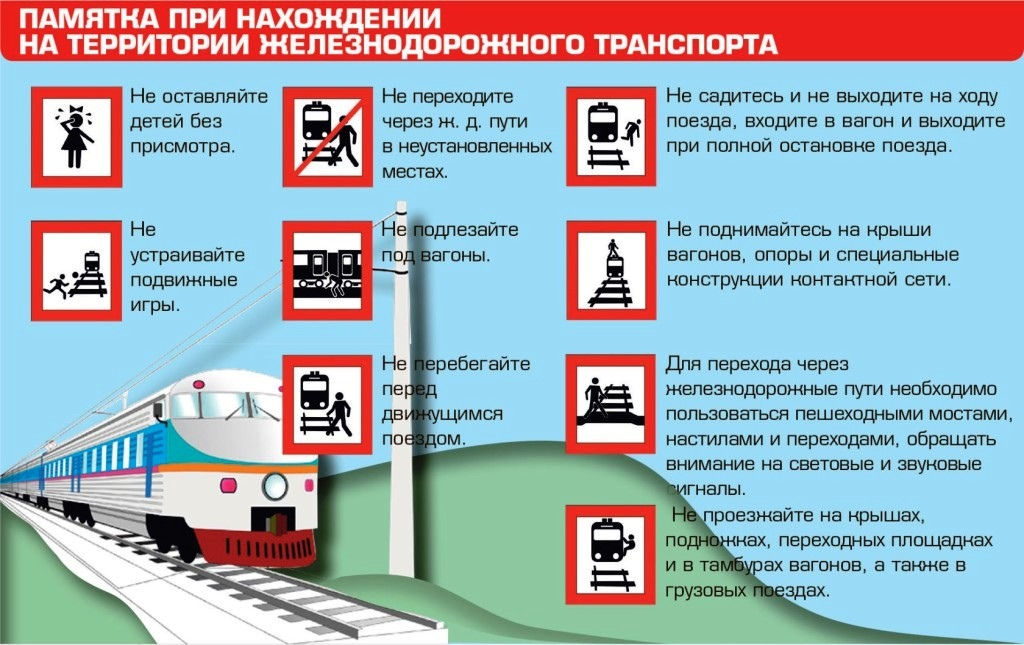 ПАМЯТКА ПРИ НАХОЖДЕНИИ
НА ТЕРРИТОРИИ ЖЕЛЕЗНОДОРОЖНОГО ТРАНСПОРТА
Не оставляйте
детей без
присмотра.
Не переходите
через ж. д. пути
в неустановленных
местах.
Не садитесь и не выходите на ходу
поезда, входите в вагон и выходите
при полной остановке поезда.
Не
устраивайте
подвижные
игры.
Не подлезайте
под вагоны.
Не поднимайтесь на крыши
вагонов, опоры и специальные
конструкции контактной сети.
Не перебегайте
перед
движущимся
поездом.
Для перехода через
железнодорожные пути необходимо
пользоваться пешеходными мостами,
настилами и переходами, обращать
внимание на световые и звуковые
сигналы.
Не проезжайте на крышах,
подножках, переходных площадках
и в тамбурах вагонов, а также в
грузовых поездах.